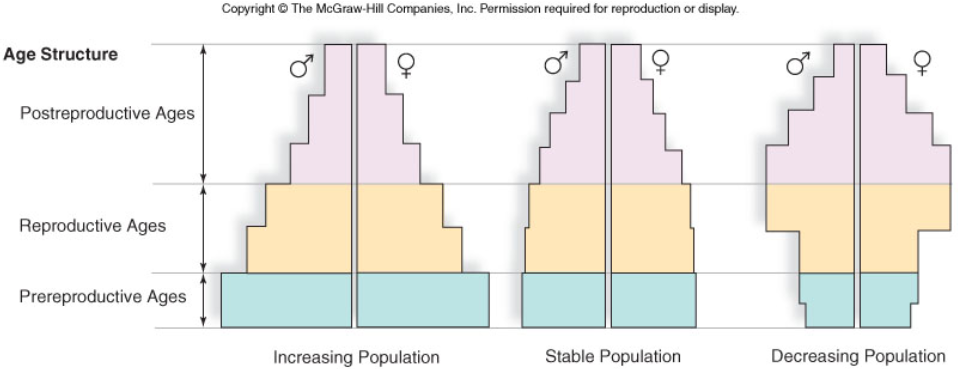 Copyright © The McGraw-Hill Companies, Inc. Permission required for reproduction or display.
Age Structure
♂ ♀ ♂ ♀ ♂ ♀
Postreproductive Ages
Reproductive Ages
Prereproductive Ages
Increasing Population
Stable Population
Decreasing Population